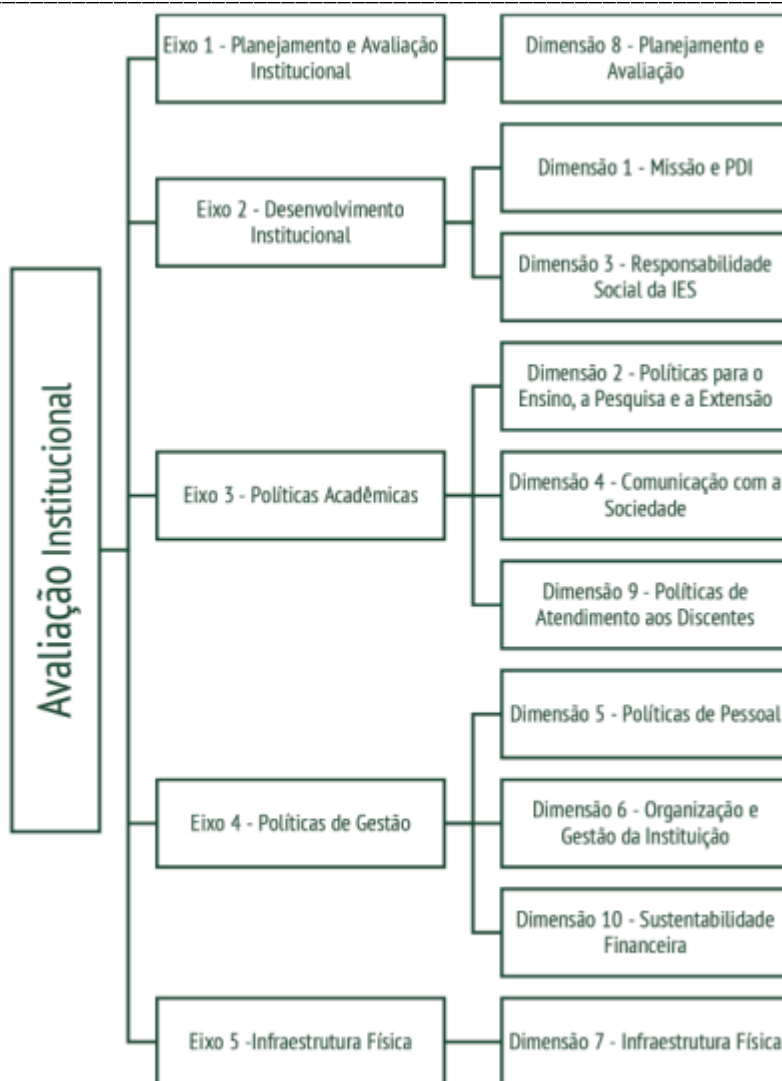 Eixo 1 - Planejamento e Avaliação
Institucional
Dimensão 8 - Planejamento e
Avaliação
Eixo 2 - Desenvolvimento
Institucional
Dimensão 1 - Missão e PDI
Dimensão 3 - Responsabilidade
Social da IES
Avaliação Institucional
Eixo 3 - Políticas Acadêmicas
Dimensão 2 - Políticas para o
Ensino, a Pesquisa e a Extensão
Dimensão 4 - Comunicação com a
Sociedade
Dimensão 9 - Políticas de
Atendimento aos Discentes
Eixo 4 - Políticas de Gestão
Dimensão 5 - Políticas de Pessoal
Dimensão 6 - Organização e
Gestão da Instituição
Dimensão 10 - Sustentabilidade
Financeira
Eixo 5 -Infraestrutura Física
Dimensão 7 - Infraestrutura Física